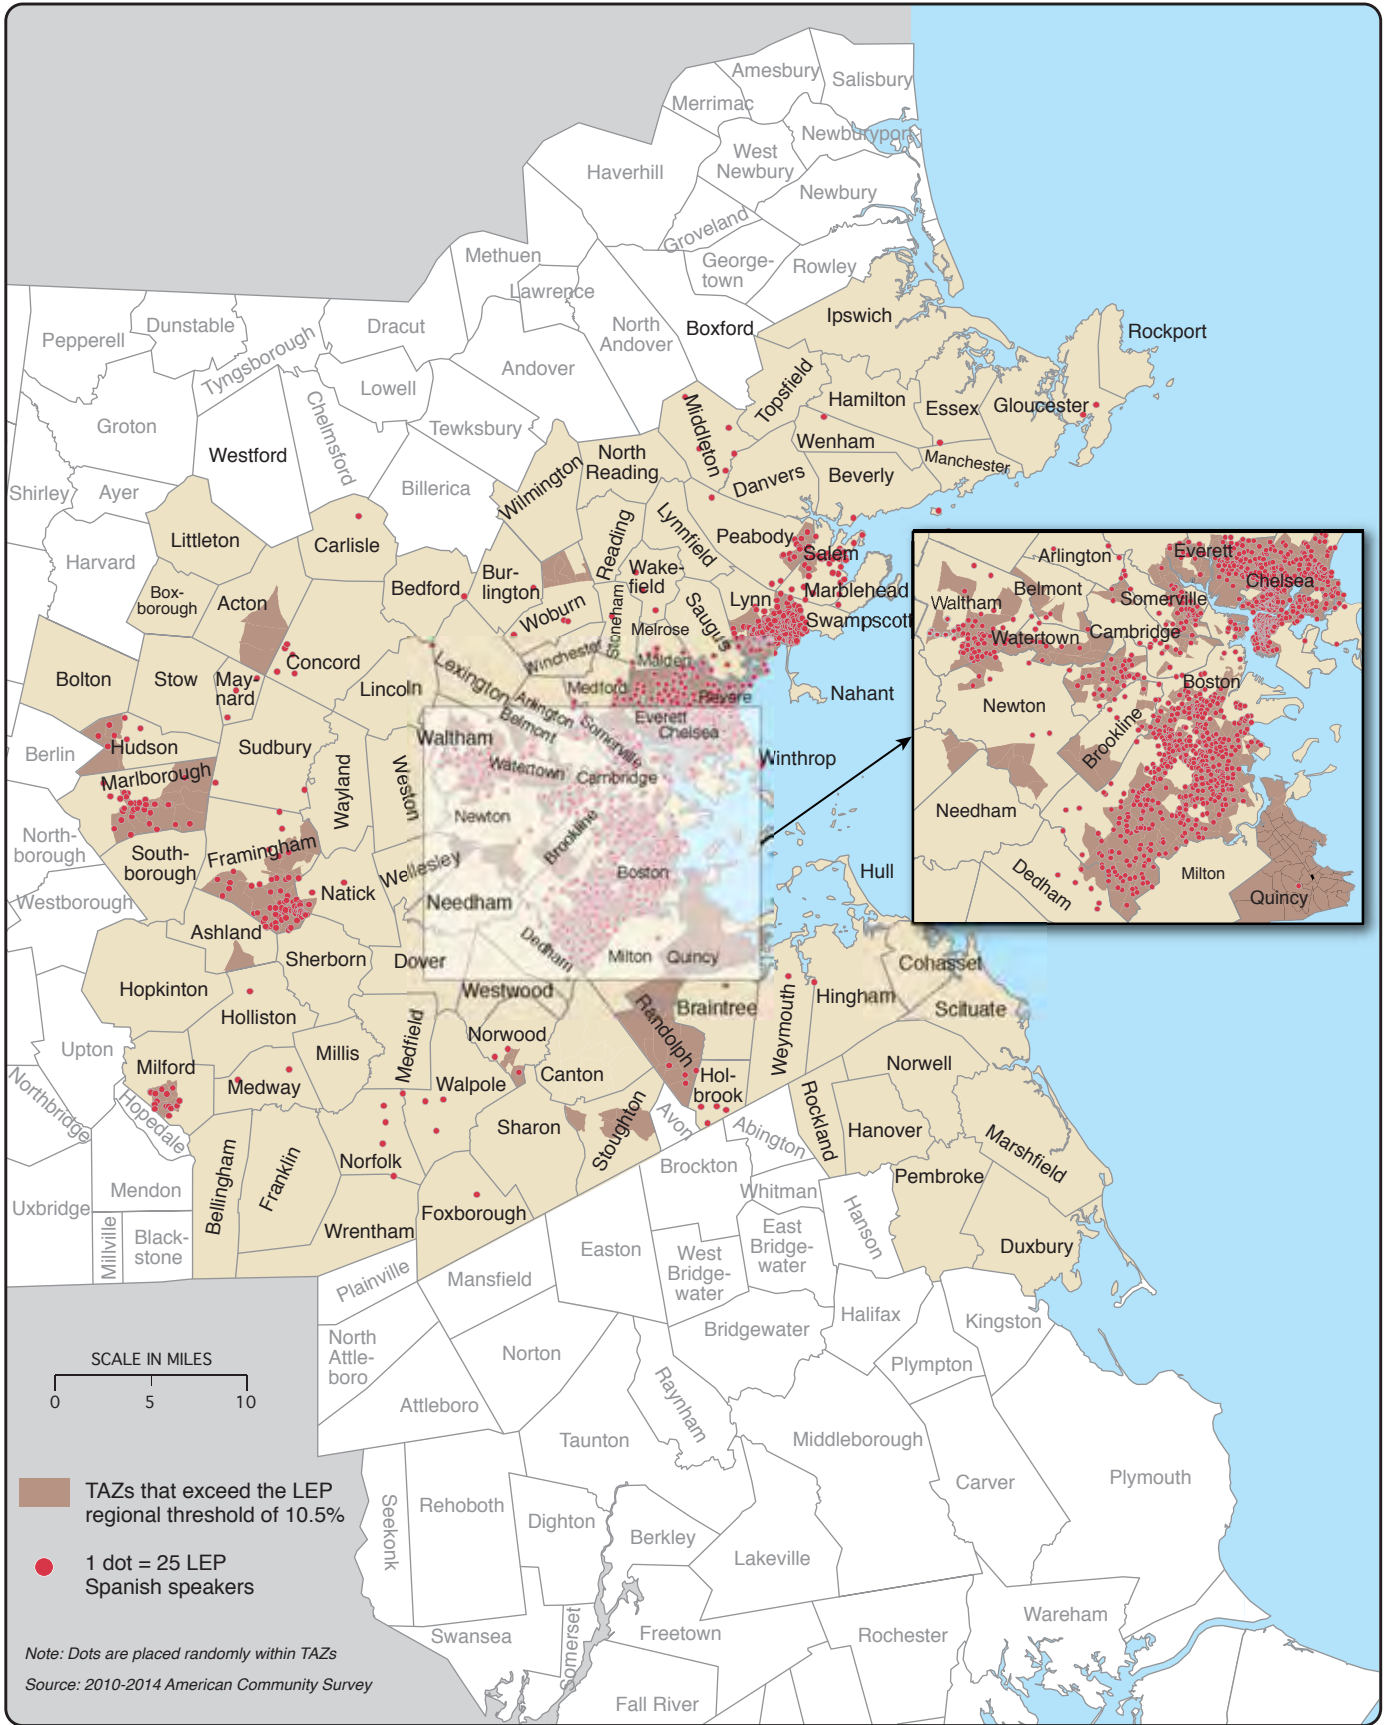 Amesbury
Salisbury
Merrimac
Newburyport
West
Newbury
Haverhill
Newbury
Groveland
Methuen
George-
town
Rowley
Lawrence
Ipswich
Dunstable
Dracut
North
Andover
Boxford
Rockport
Pepperell
Tyngsborough
Andover
Topsfield
Lowell
Hamilton
Essex
Gloucester
Groton
Chelmsford
Tewksbury
Middleton
Wenham
Westford
North
Reading
Manchester
Wilmington
Danvers
Beverly
Shirley
Ayer
Billerica
Littleton
Carlisle
Reading
Lynnfield
Peabody
Salem
Harvard
Bedford
Bur-
lington
Wake-
field
Marblehead
Box-
borough
Acton
Woburn
Stoneham
Saugus
Lynn
Swampscott
Melrose
Concord
Winchester
Malden
Bolton
Stow
May-
nard
Lincoln
Lexington
Medford
Revere
Nahant
Arlington
Everett
Belmont
Somerville
Chelsea
Berlin
Hudson
Sudbury
Waltham
Winthrop
Marlborough
Wayland
Weston
Watertown
Cambridge
Newton
Brookline
North-
borough
South-
borough
Framingham
Wellesley
Boston
Hull
Natick
Westborough
Needham
Ashland
Sherborn
Dover
Dedham
Milton
Quincy
Hopkinton
Westwood
Cohasset
Hingham
Scituate
Holliston
Norwood
Randolph
Braintree
Weymouth
Upton
Milford
Millis
Medfield
Norwell
Northbridge
Medway
Walpole
Canton
Hol-
brook
Hopedale
Rockland
Sharon
Stoughton
Avon
Abington
Hanover
Marshfield
Bellingham
Franklin
Norfolk
Brockton
Pembroke
Uxbridge
Mendon
Whitman
Hanson
Foxborough
Wrentham
Millville
Black-
stone
Easton
West
Bridge-
water
East
Bridge-
water
Duxbury
Plainville
Mansfield
Halifax
Kingston
North
Attle-
boro
Norton
Bridgewater
Plympton
Attleboro
Raynham
Taunton
Middleborough
Carver
Plymouth
Seekonk
Rehoboth
Dighton
Berkley
Lakeville
Swansea
Somerset
Freetown
Rochester
Wareham
Fall River
Arlington
Everett
Belmont
Chelsea
Waltham
Somerville
Watertown
Cambridge
Boston
Newton
Brookline
Needham
Dedham
Milton
Quincy
SCALE IN MILES
0 5 10
TAZs that exceed the LEP
regional threshold of 10.5%
1 dot = 25 LEP
Spanish speakers
Note: Dots are placed randomly within TAZs
Source: 2010-2014 American Community Survey